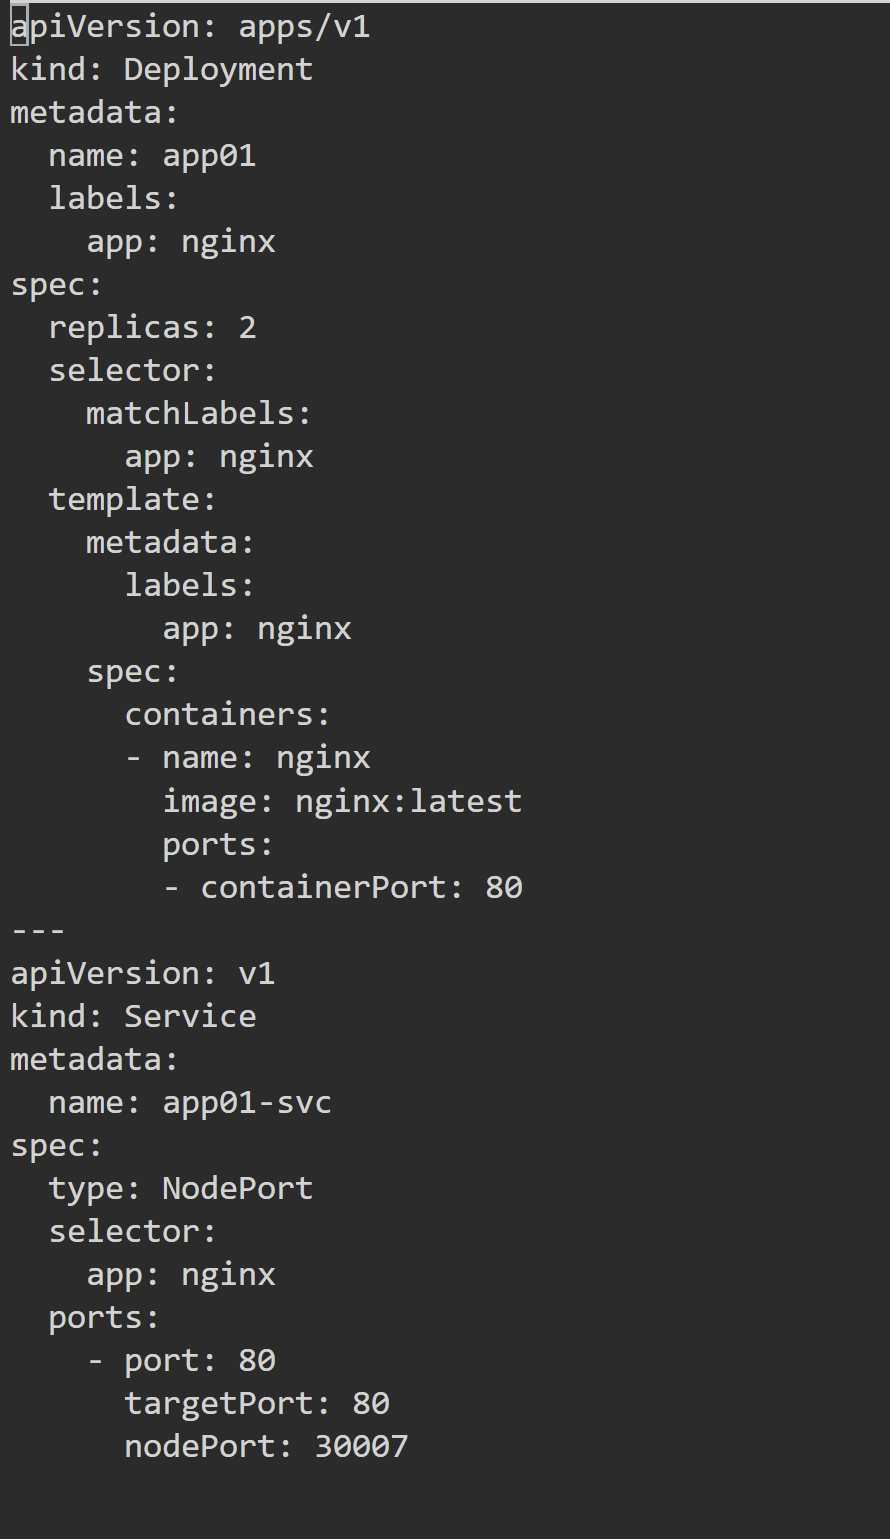 apiVersion: apps/v1
kind: Deployment
metadata:
  name: app01
  labels:
    app: nginx
spec:
  replicas: 2
  selector:
    matchLabels:
      app: nginx
  template:
    metadata:
      labels:
        app: nginx
    spec:
      containers:
      - name: nginx
        image: nginx:latest
        ports:
        - containerPort: 80
---
apiVersion: v1
kind: Service
metadata:
  name: app01-svc
spec:
  type: NodePort
  selector:
    app: nginx
  ports:
    - port: 80
      targetPort: 80
      nodePort: 30007